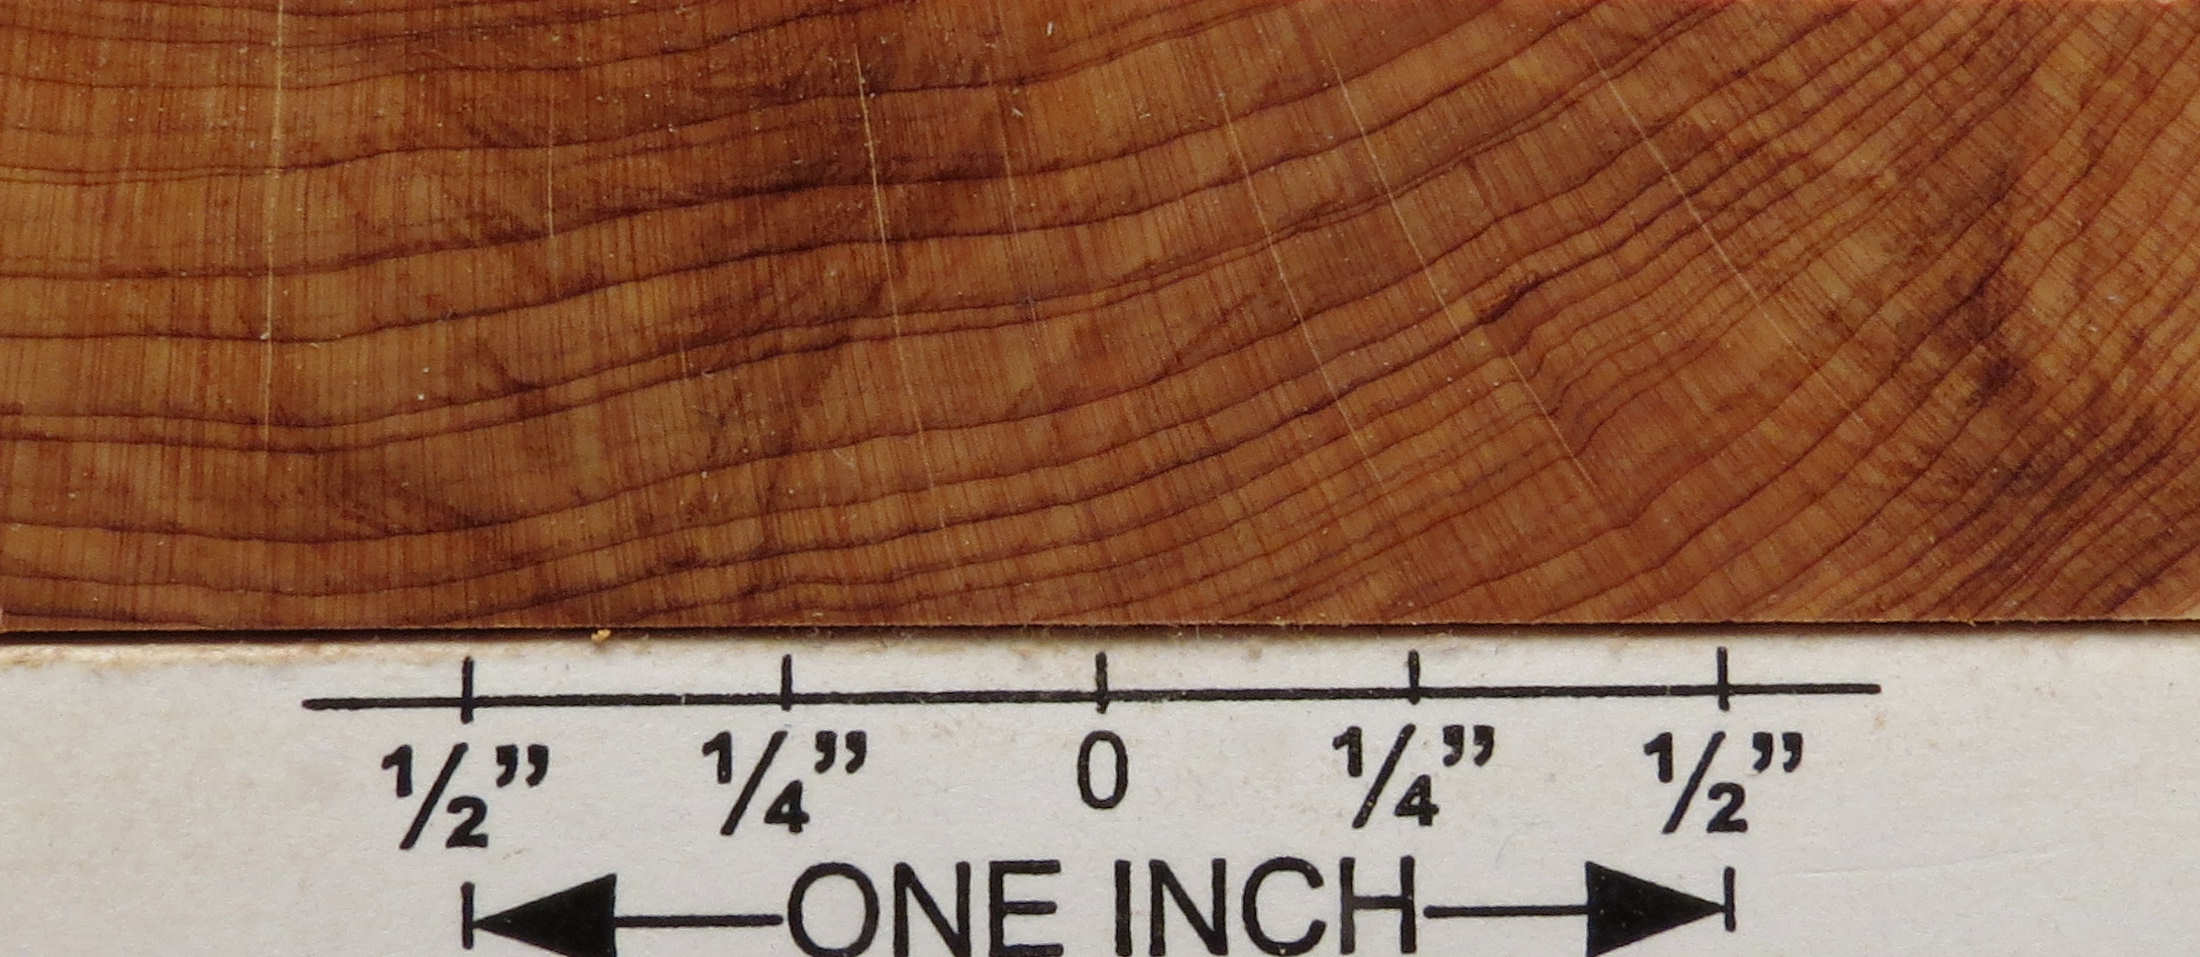 ½” ¼” 0 ¼” ½”
ONE INCH